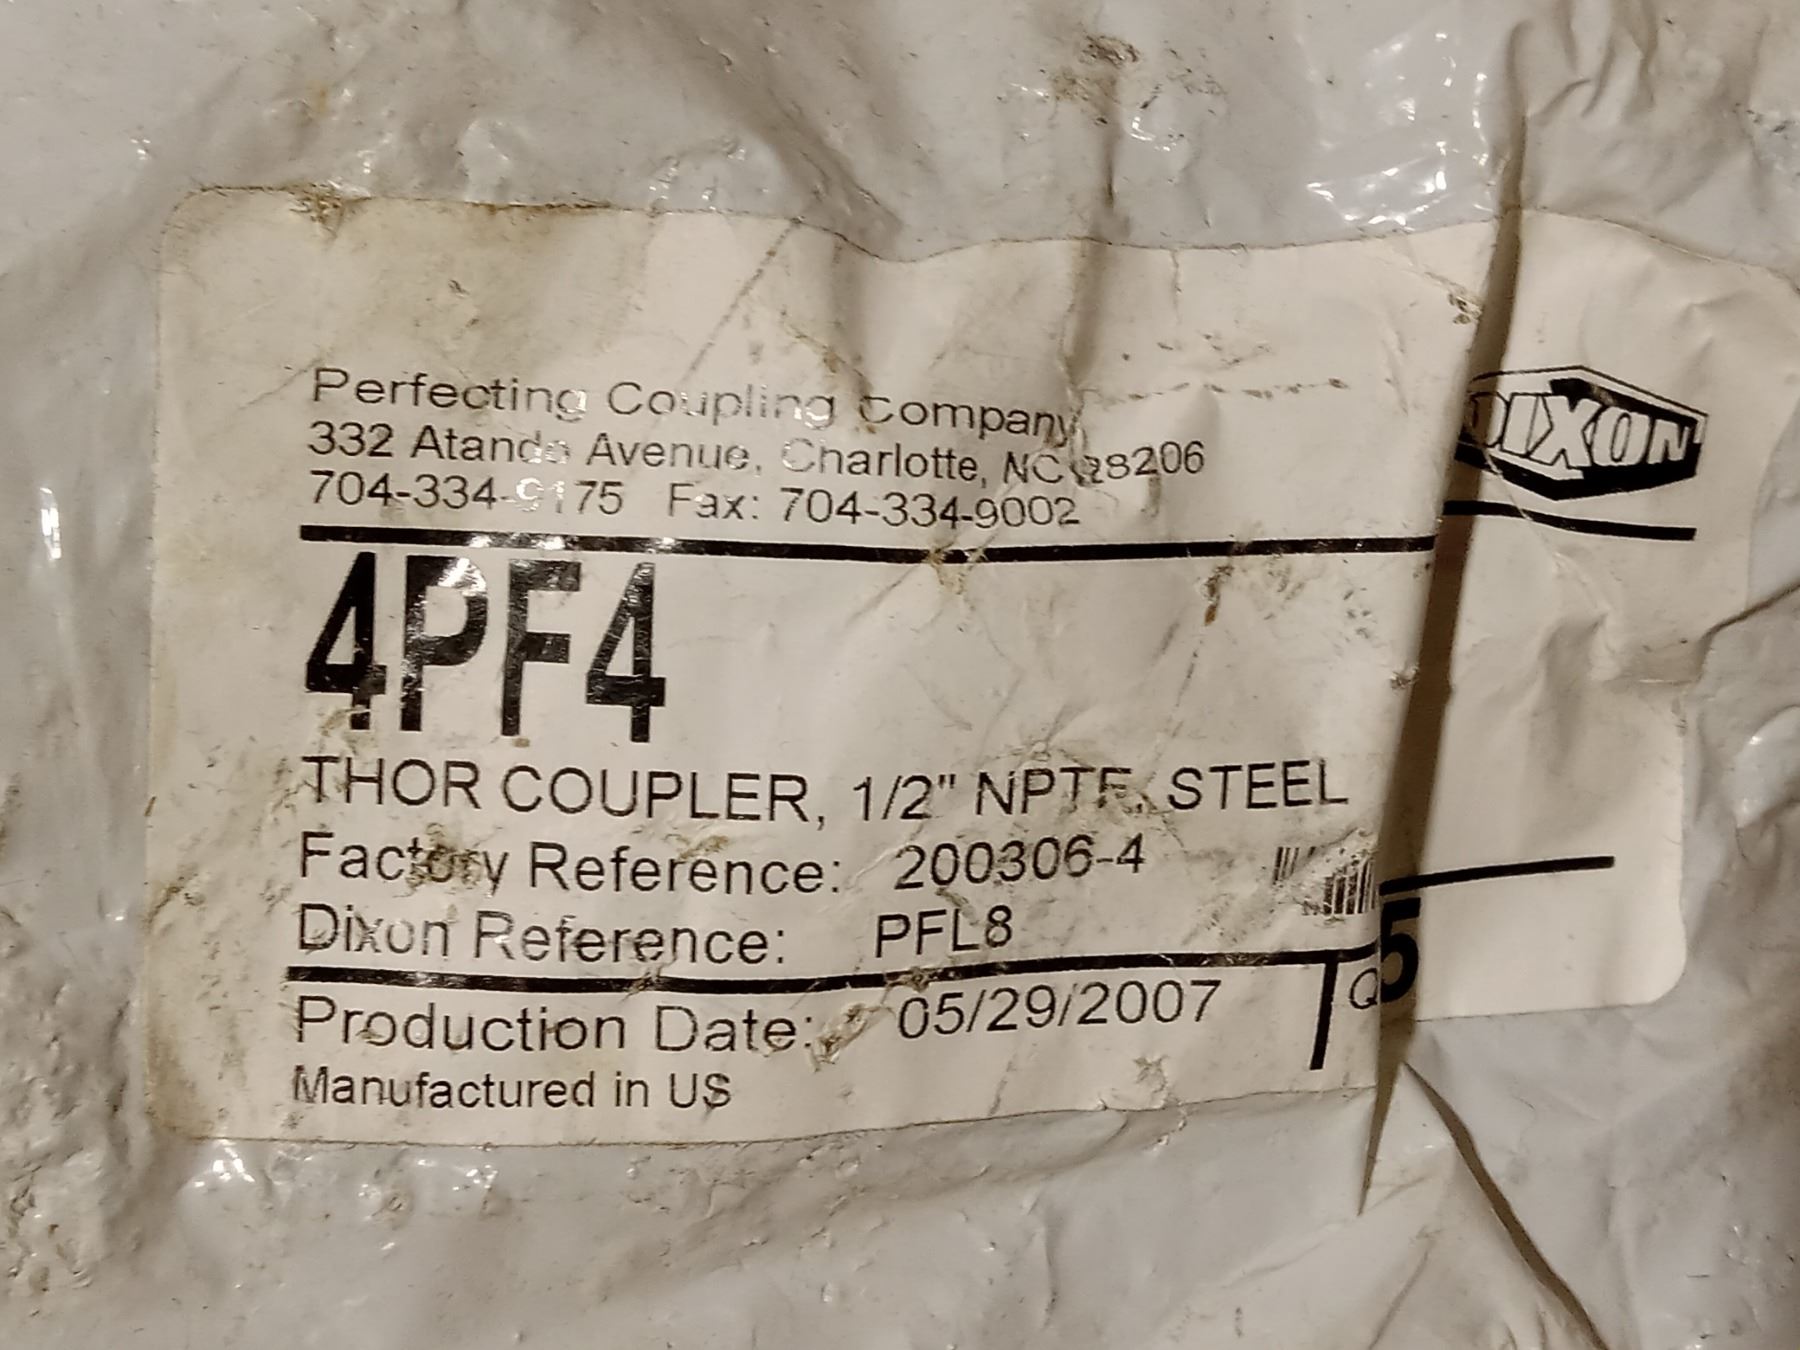 Perfecting Coupling Company
332 Atando Avenue, Charlotte, NC 28206
704-334-9175 Fax: 704-334-9002
DIXON
4PF4
THOR COUPLER, 1/2" NPTF, STEEL
Factory Reference: 200306-4
Dixon Reference: PFL8
5
Production Date: 05/29/2007
Manufactured in US